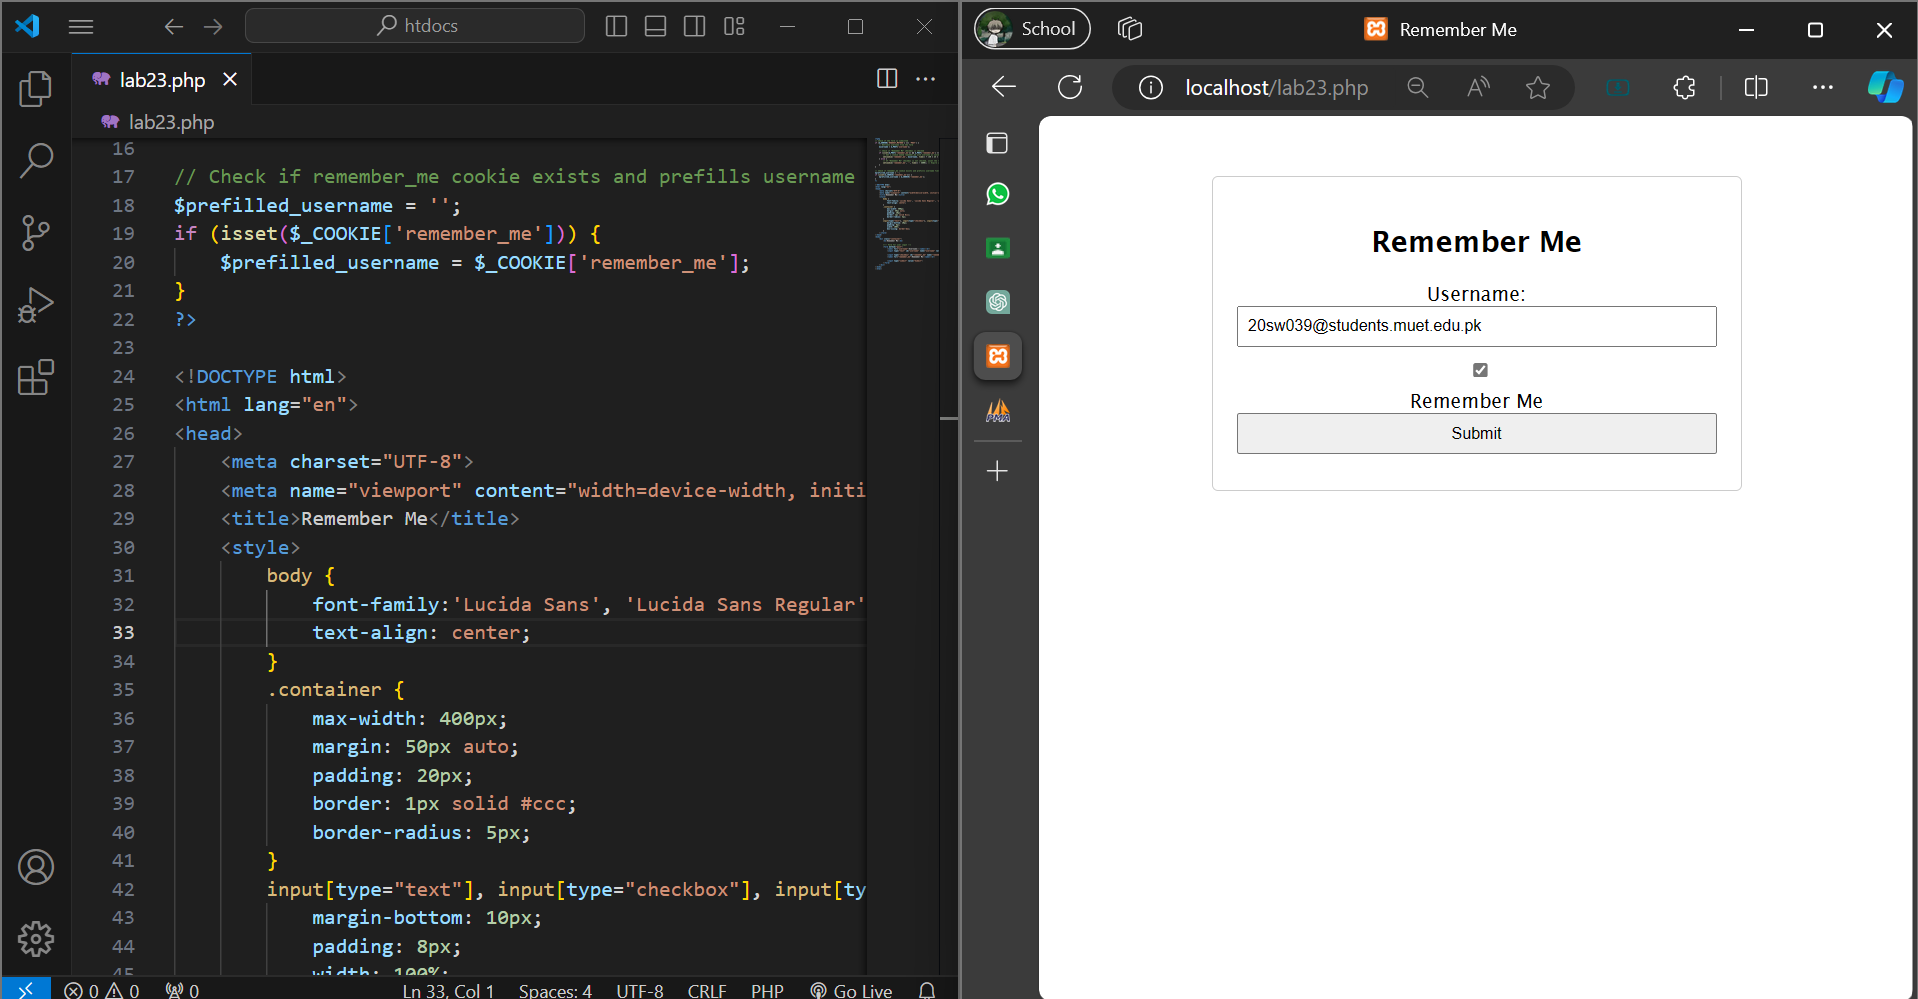 htdocs
lab23.php
lab23.php
16
17 // Check if remember_me cookie exists and prefills username
18 $prefilled_username = '';
19 if (isset($_COOKIE['remember_me'])) {
20 $prefilled_username = $_COOKIE['remember_me'];
21 }
22 ?>
23
24 <!DOCTYPE html>
25 <html lang="en">
26 <head>
27 <meta charset="UTF-8">
28 <meta name="viewport" content="width=device-width, initi
29 <title>Remember Me</title>
30 <style>
31 body {
32 font-family:'Lucida Sans', 'Lucida Sans Regular'
33 text-align: center;
34 }
35 .container {
36 max-width: 400px;
37 margin: 50px auto;
38 padding: 20px;
39 border: 1px solid #ccc;
40 border-radius: 5px;
41 }
42 input[type="text"], input[type="checkbox"], input[ty
43 margin-bottom: 10px;
44 padding: 8px;
45 width: 100%;
0 0 0 Ln 33, Col 1 Spaces: 4 UTF-8 CRLF PHP Go Live
School
Remember Me
localhost/lab23.php
PMA
Remember Me
Username:
20sw039@students.muet.edu.pk
Remember Me
Submit